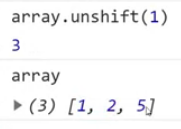 array.unshift(1)
3
array
▶ (3) [1, 2, 5]